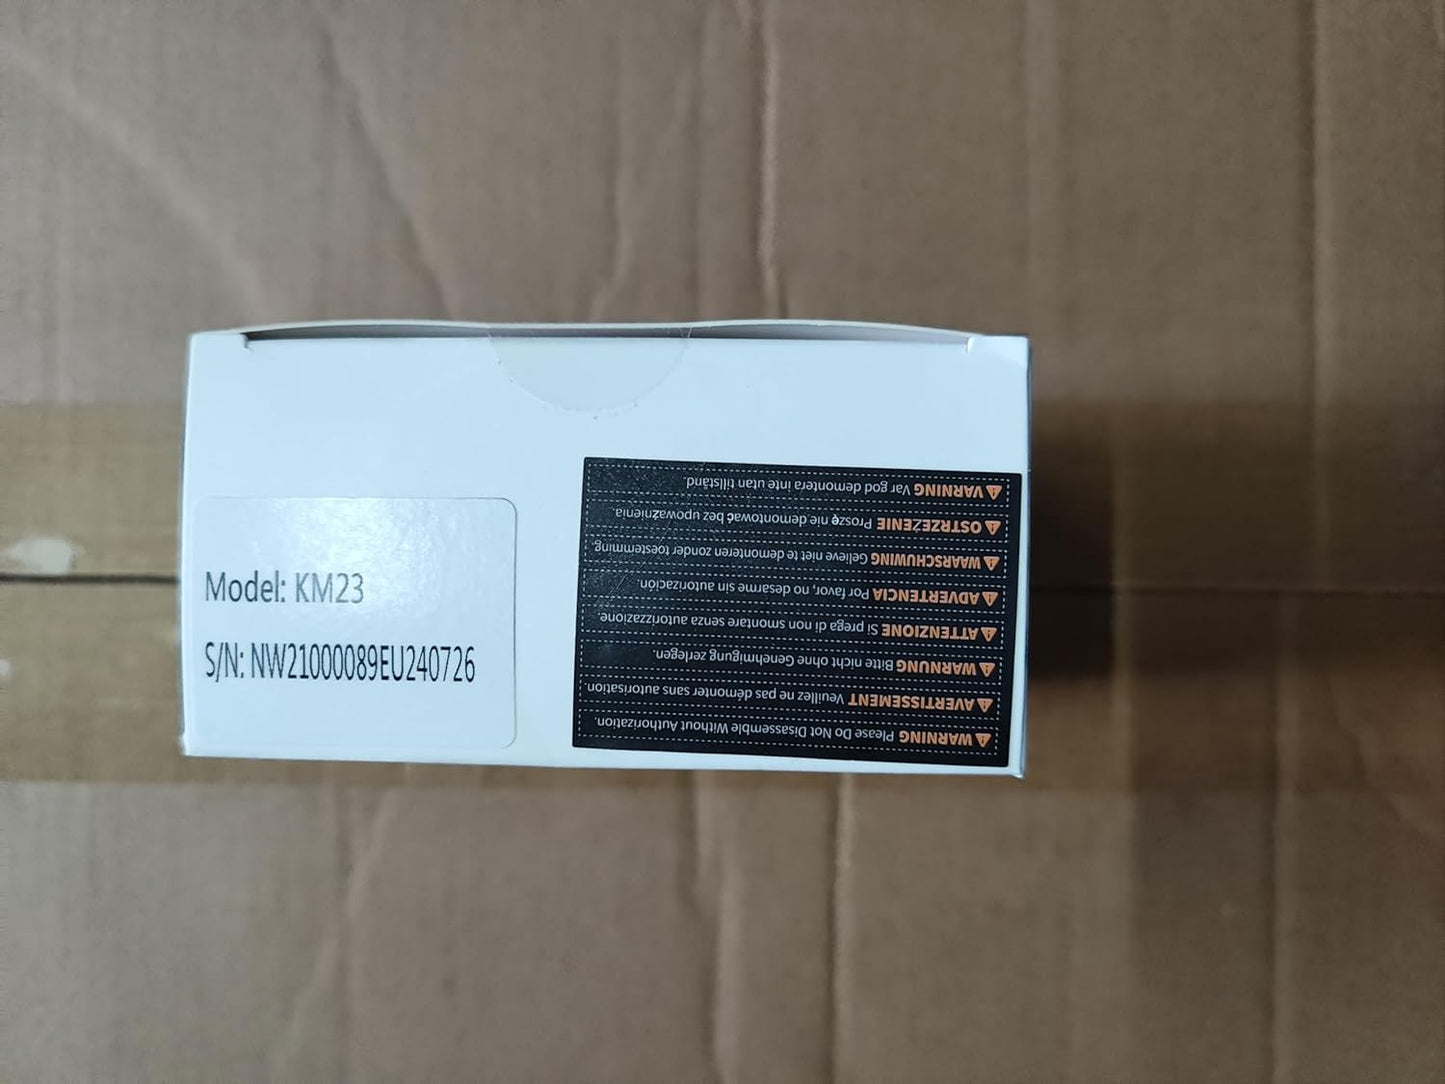 Model: KM23
S/N: NW21000089EU240726
WARNING Please Do Not Disassemble Without Authorization.
AVERTISSEMENT Veuillez ne pas démonter sans autorisation.
WARNUNG Bitte nicht ohne Genehmigung zerlegen.
ATTENZIONE Si prega di non smontare senza autorizzazione.
ADVERTENCIA Por favor, no desarme sin autorización.
WAARSCHUWING Gelieve niet te demonteren zonder toestemming.
OSTRZEŻENIE Proszę nie demontować bez upoważnienia.
VARNING Var god demontera inte utan tillstånd.